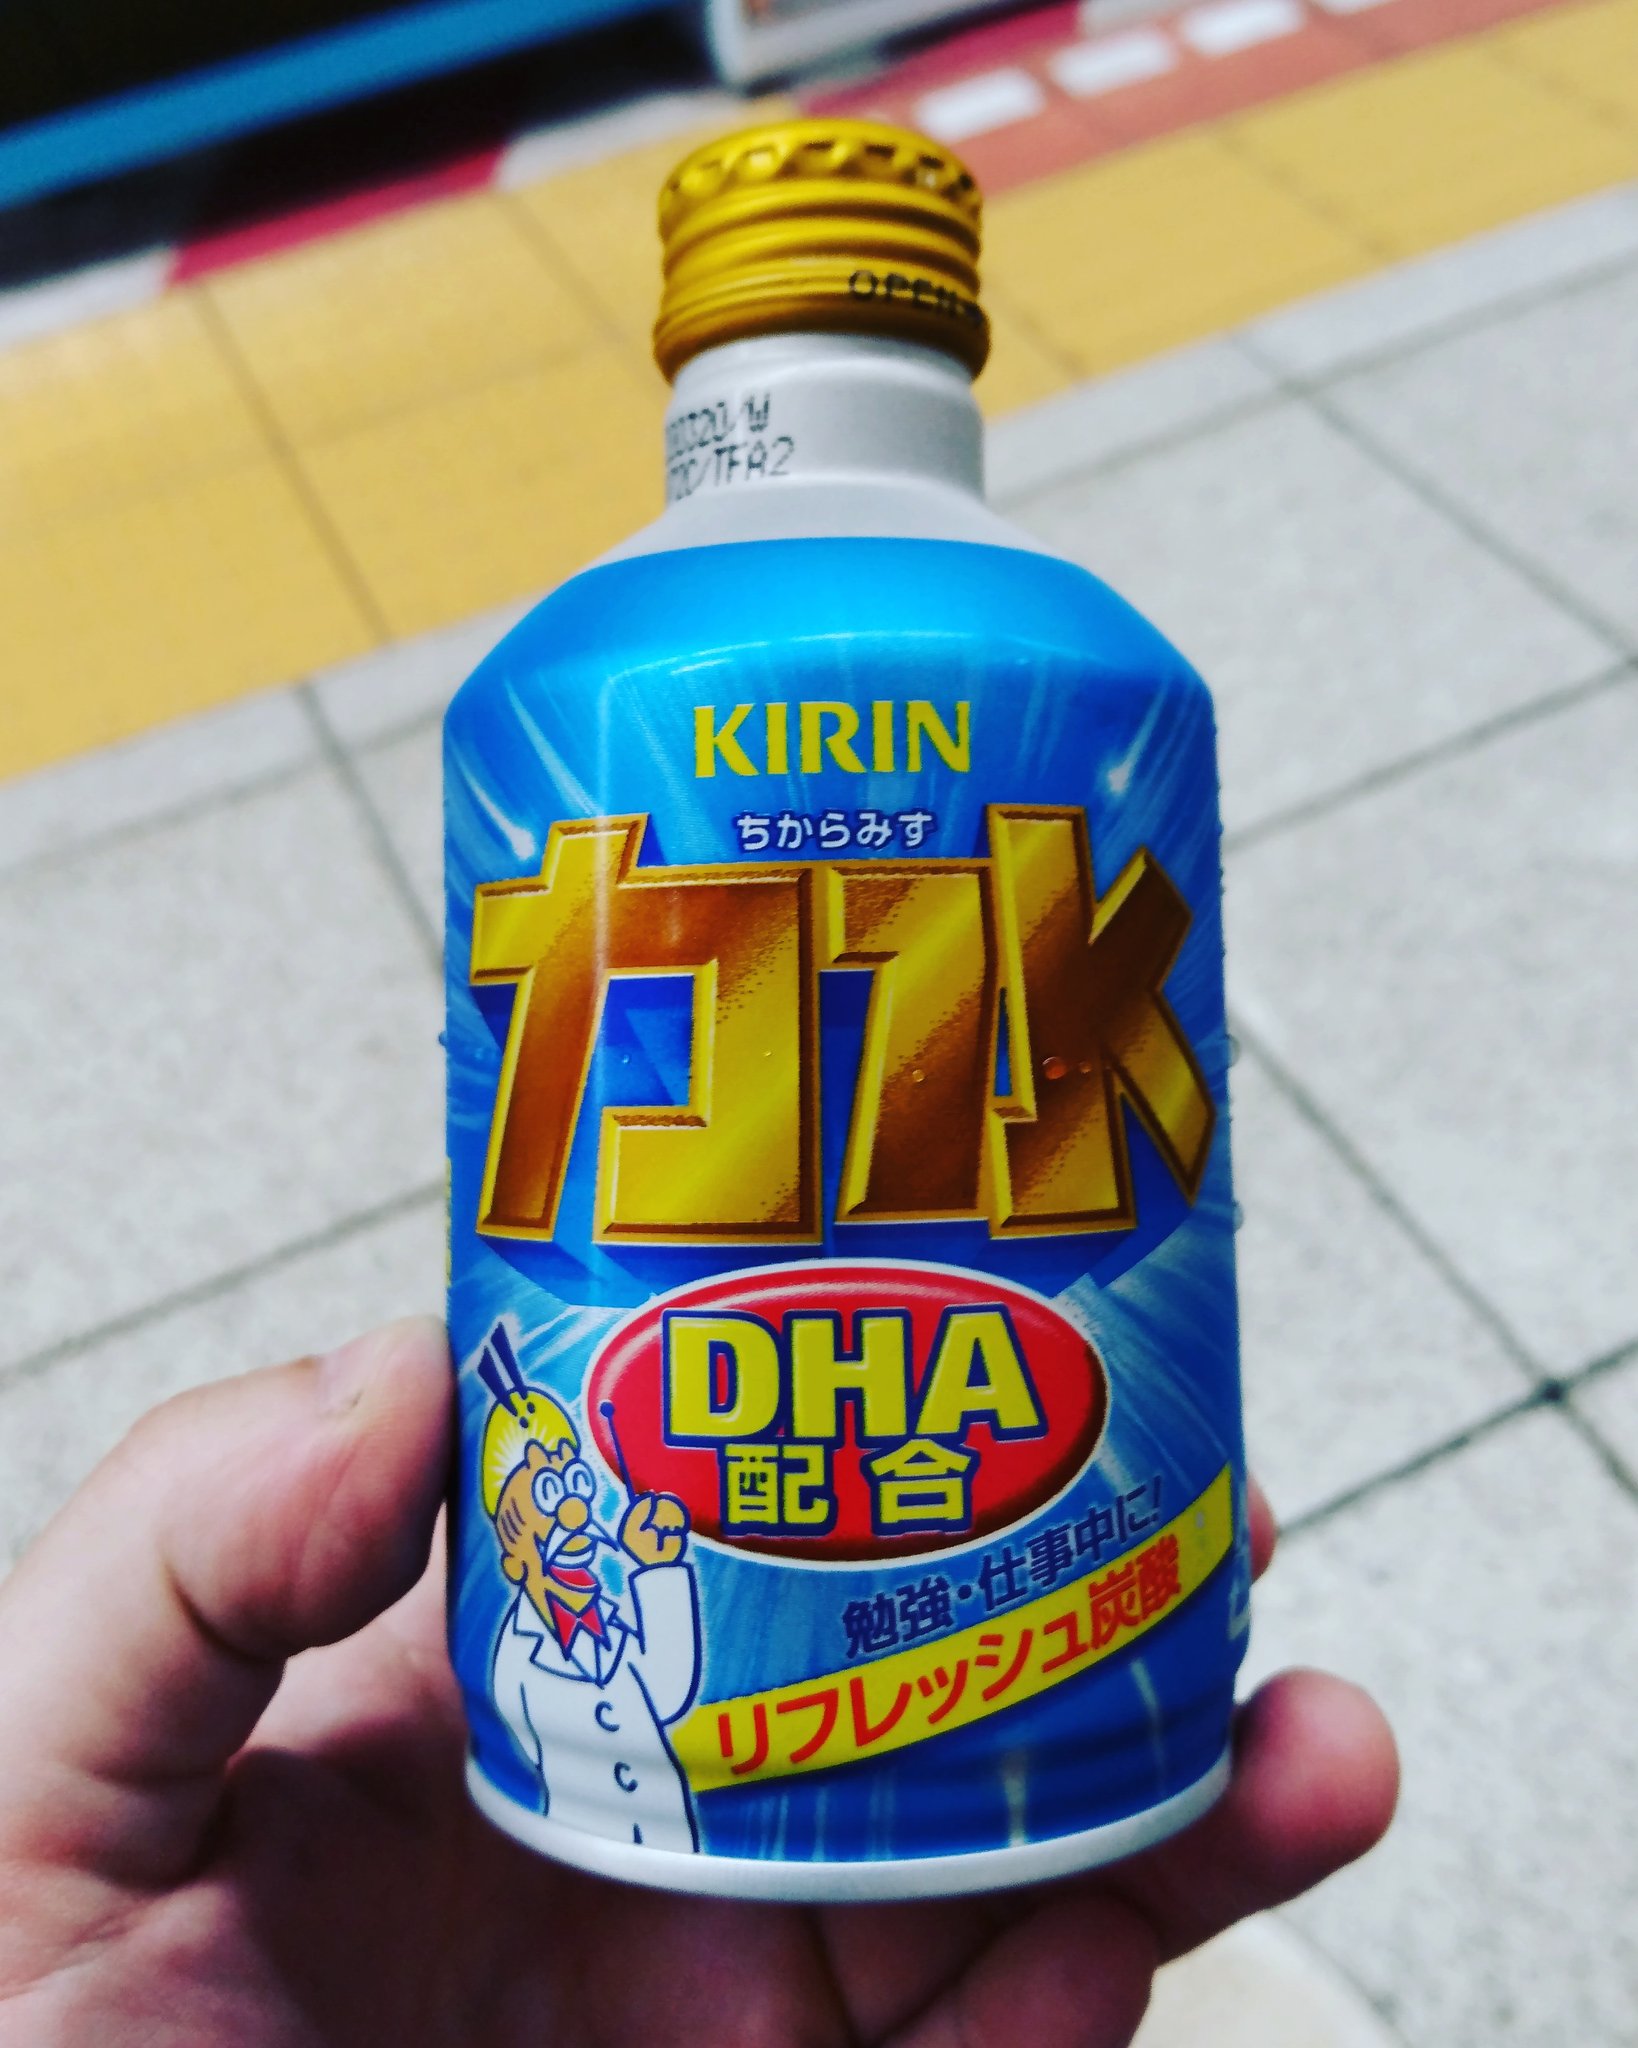 OPEN
/TFA2
KIRIN
ちからみず
力水
DHA
配合
勉強・仕事中に!
リフレッシュ炭酸